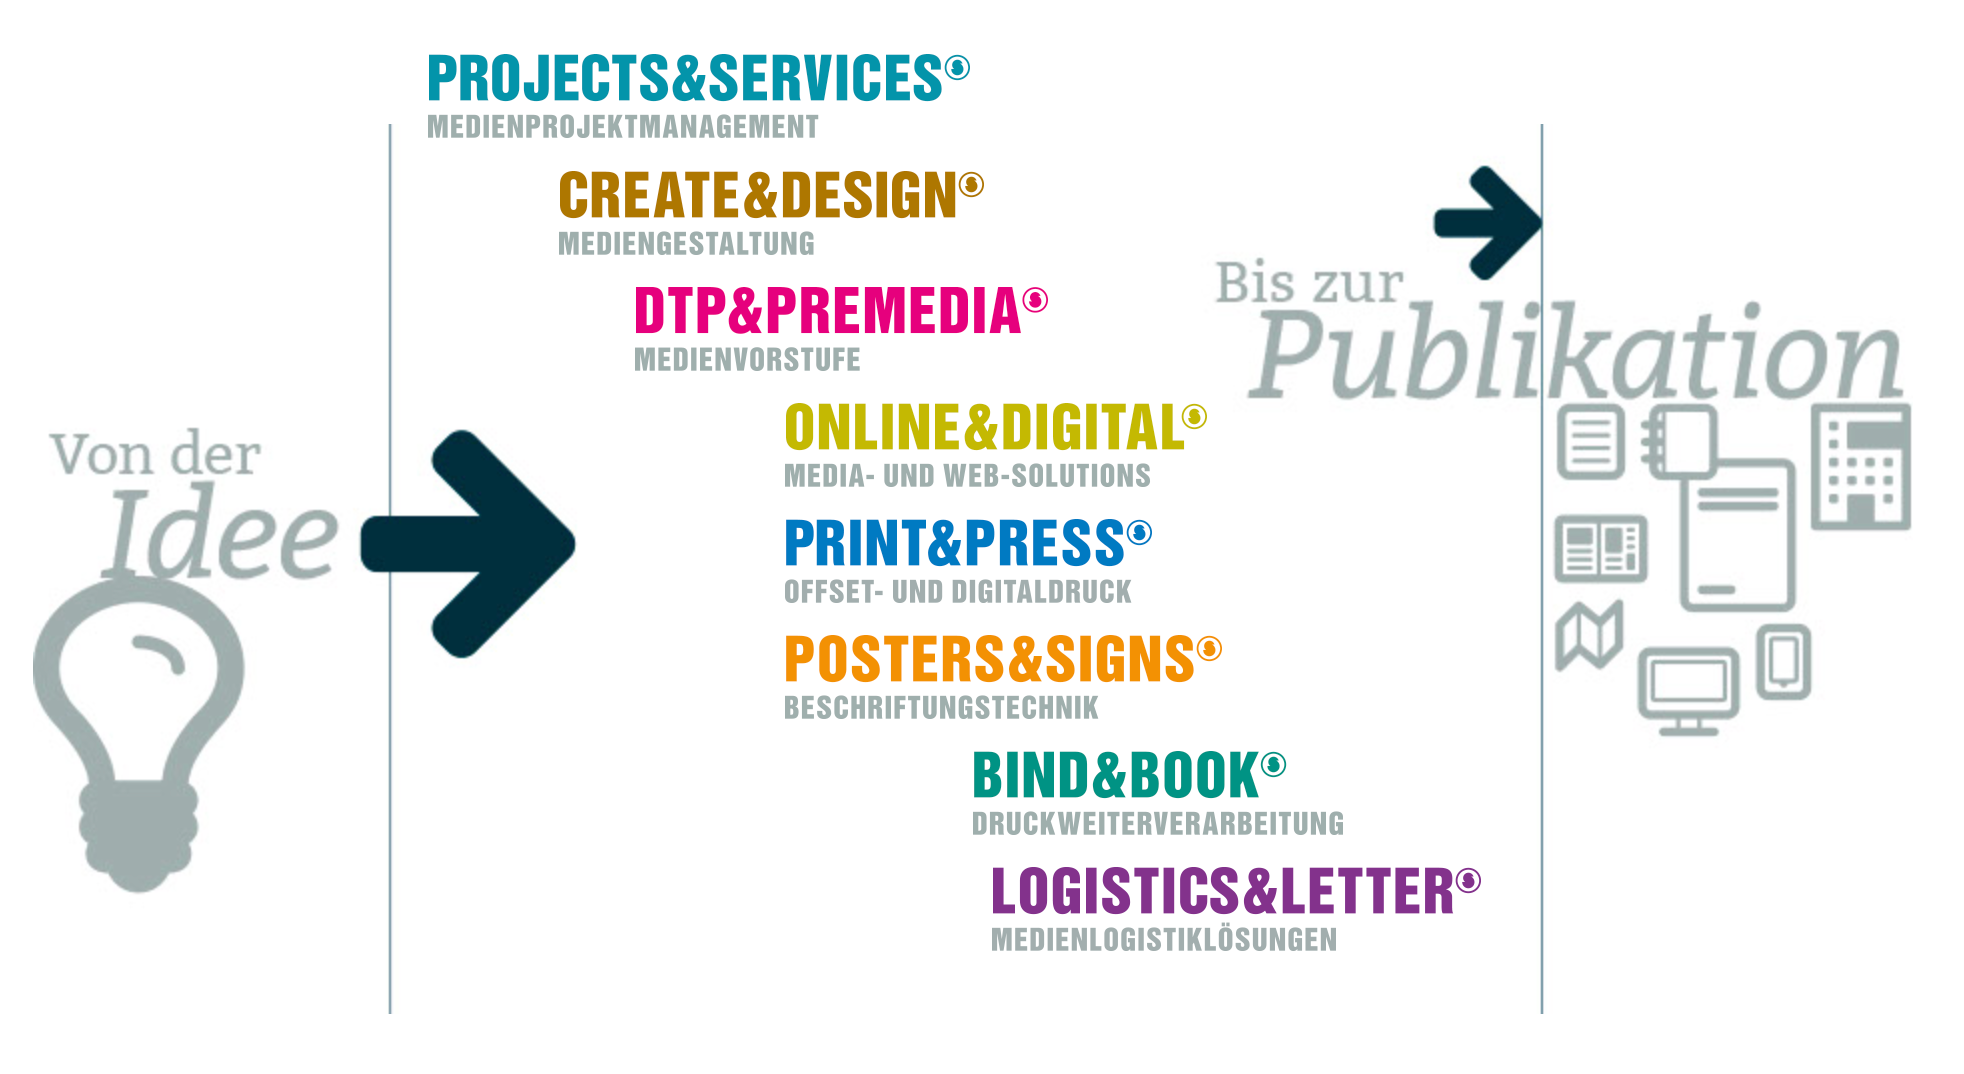 PROJECTS&SERVICES
MEDIENPROJEKTMANAGEMENT
CREATE&DESIGN
MEDIENGESTALTUNG
DTP&PREMEDIA
MEDIENVORSTUFE
ONLINE&DIGITAL
MEDIA- UND WEB-SOLUTIONS
PRINT&PRESS
OFFSET- UND DIGITALDRUCK
POSTERS&SIGNS
BESCHRIFTUNGSTECHNIK
BIND&BOOK
DRUCKWEITERVERARBEITUNG
LOGISTICS&LETTER
MEDIENLOGISTIKLÖSUNGEN
Von der
Idee
Bis zur
Publikation